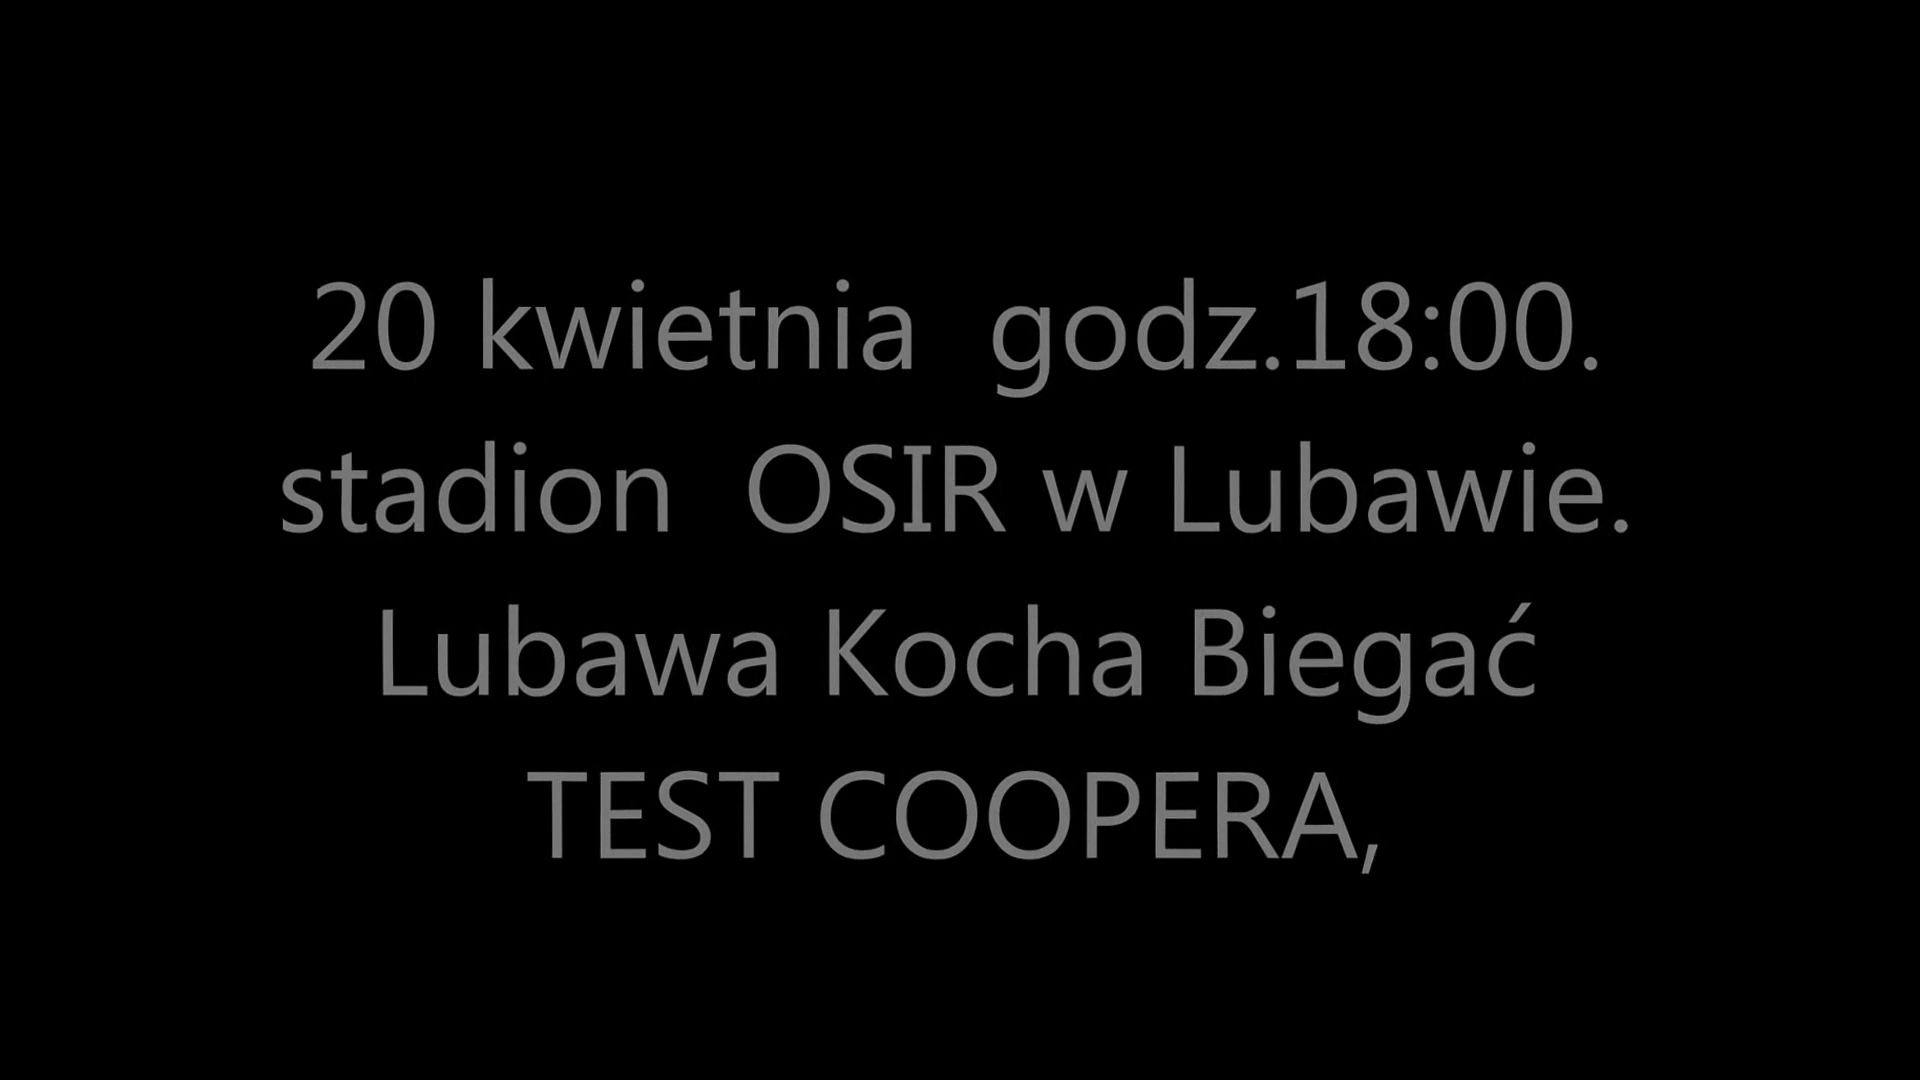 20 kwietnia  godz.18:00.
stadion  OSIR w Lubawie.
Lubawa Kocha Biegać
TEST COOPERA,